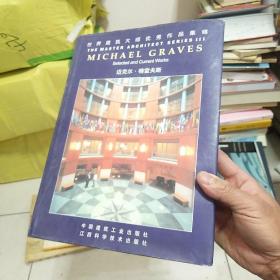 世界建筑大师优秀作品集锦
THE MASTER ARCHITECT SERIES III
MICHAEL GRAVES
Selected and Current Works
迈克尔·格雷夫斯
中国建筑工业出版社
江西科学技术出版社